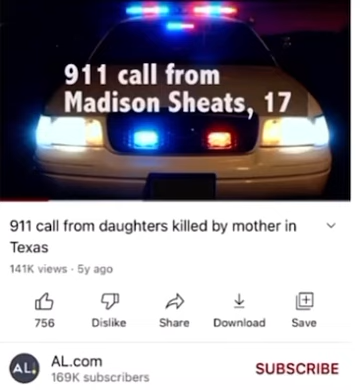 911 call from
Madison Sheats, 17
911 call from daughters killed by mother in
Texas
141K views · 5y ago
756
Dislike
Share
Download
Save
AL.
AL.com
169K subscribers
SUBSCRIBE